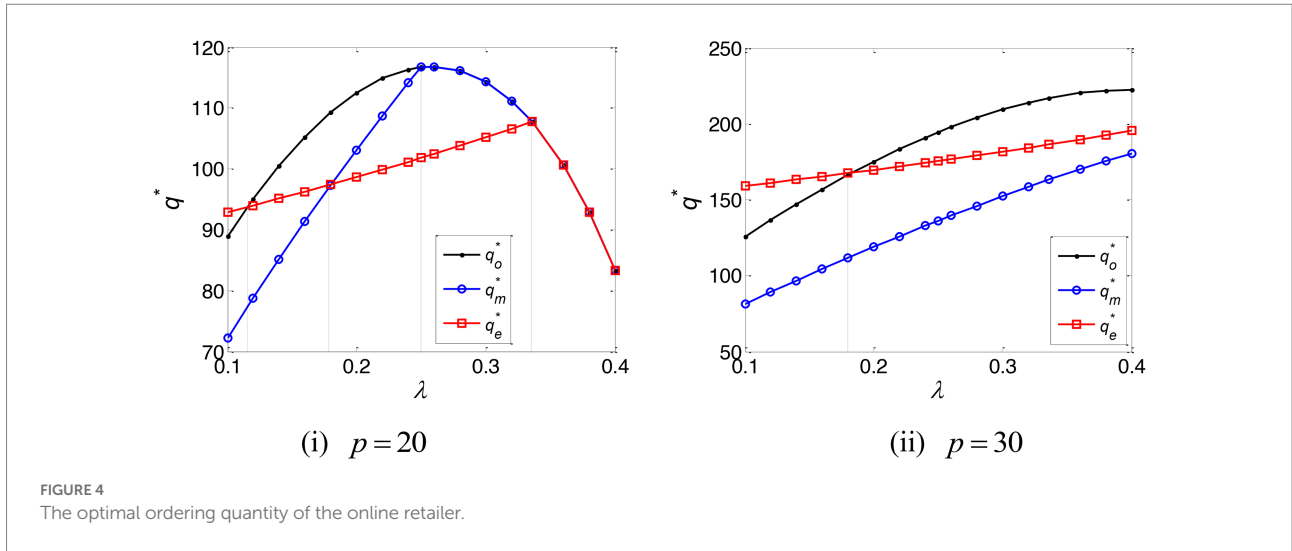 120
110
100
90
80
70
q*
0.1
0.2
0.3
0.4
λ
q*o
q*m
q*e
(i) p = 20
250
200
150
100
50
q*
0.1
0.2
0.3
0.4
λ
q*o
q*m
q*e
(ii) p = 30
FIGURE 4
The optimal ordering quantity of the online retailer.